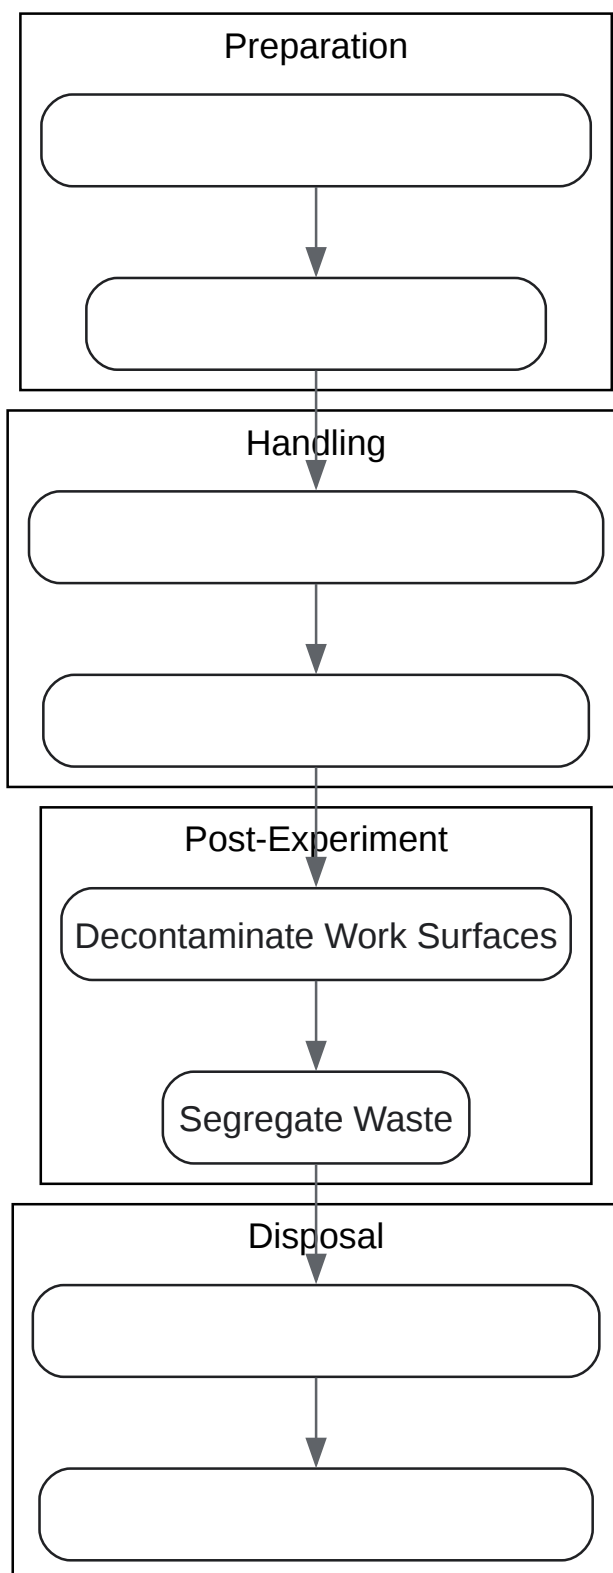 Preparation
Handling
Post-Experiment
Decontaminate Work Surfaces
Segregate Waste
Disposal